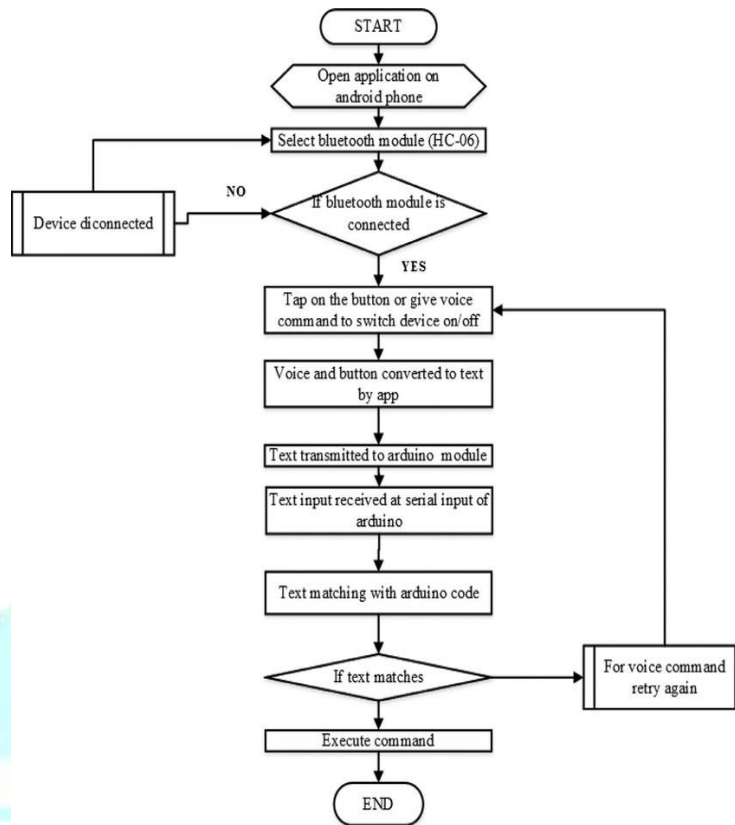 START
Open application on
android phone
Select bluetooth module (HC-06)
NO
Device diconnected
If bluetooth module is
connected
YES
Tap on the button or give voice
command to switch device on/off
Voice and button converted to text
by app
Text transmitted to arduino module
Text input received at serial input of
arduino
Text matching with arduino code
If text matches
For voice command
retry again
Execute command
END